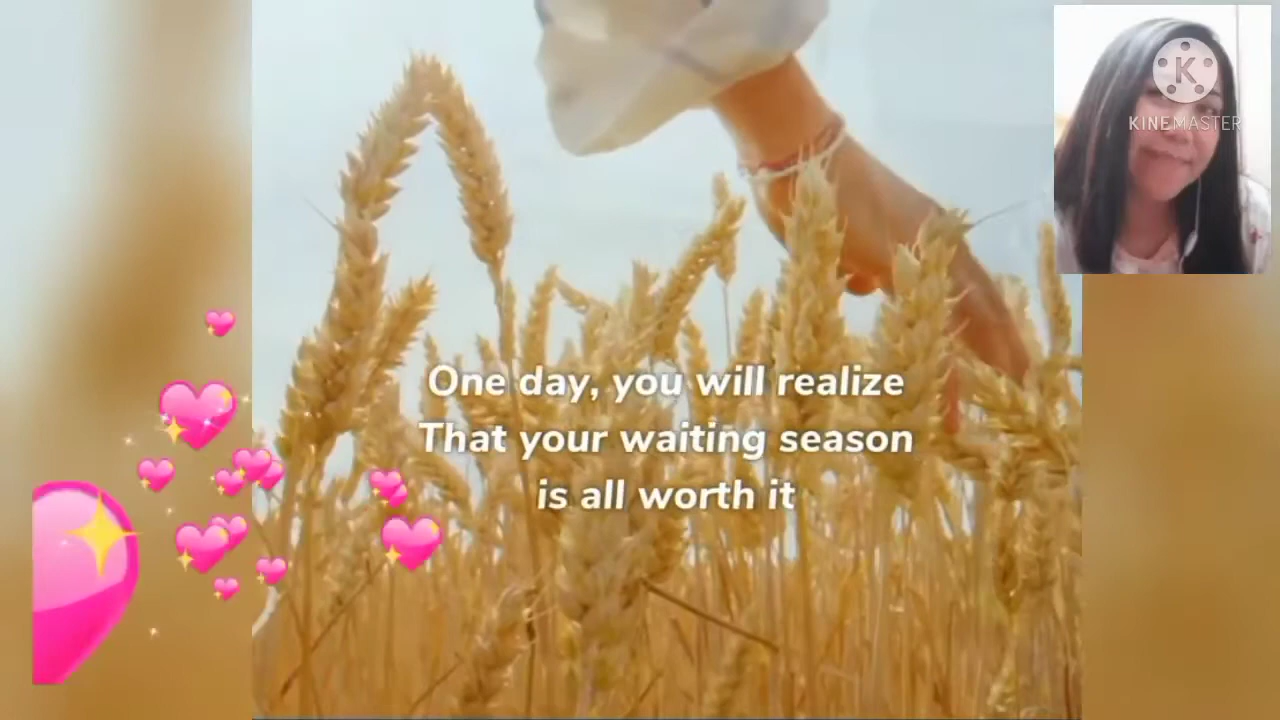 K
KINEMASTER
One day, you will realize
That your waiting season
is all worth it